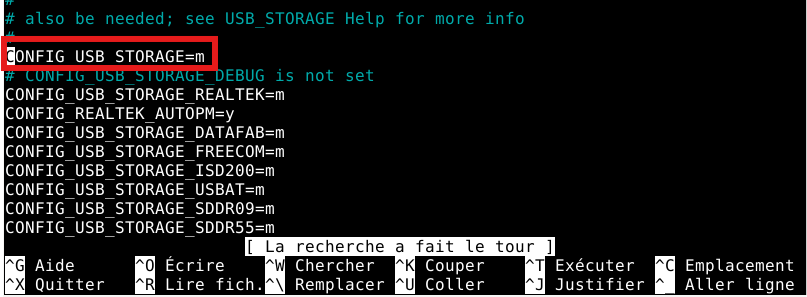 #
# also be needed; see USB_STORAGE Help for more info
#
CONFIG_USB_STORAGE=m
# CONFIG_USB_STORAGE_DEBUG is not set
CONFIG_USB_STORAGE_REALTEK=m
CONFIG_REALTEK_AUTOPM=y
CONFIG_USB_STORAGE_DATAFAB=m
CONFIG_USB_STORAGE_FREECOM=m
CONFIG_USB_STORAGE_ISD200=m
CONFIG_USB_STORAGE_USBAT=m
CONFIG_USB_STORAGE_SDDR09=m
CONFIG_USB_STORAGE_SDDR55=m
[ La recherche a fait le tour ]
^G Aide ^O Écrire ^W Chercher ^K Couper ^T Exécuter ^C Emplacement
^X Quitter ^R Lire fich. ^\ Remplacer ^U Coller ^J Justifier ^_ Aller ligne